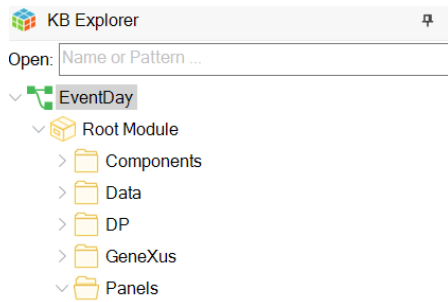 KB Explorer
Open: Name or Pattern ...
EventDay
Root Module
Components
Data
DP
GeneXus
Panels